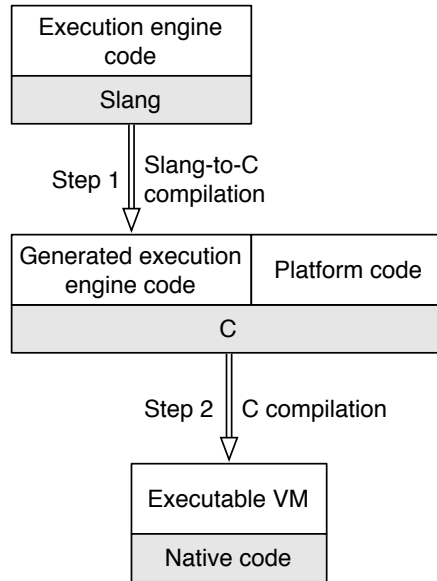 Execution engine
code
Slang
Step 1
Slang-to-C
compilation
Generated execution
engine code
Platform code
C
Step 2
C compilation
Executable VM
Native code